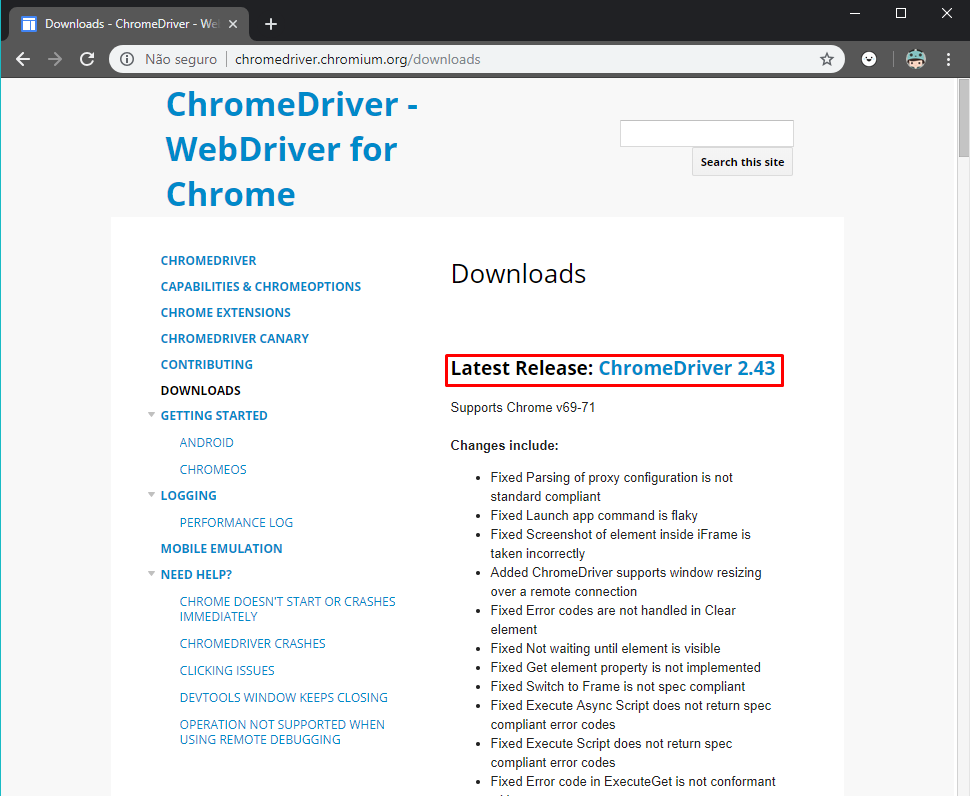 Downloads - ChromeDriver - We
Não seguro
chromedriver.chromium.org/downloads
ChromeDriver -
WebDriver for
Chrome
Search this site
CHROMEDRIVER
CAPABILITIES & CHROMEOPTIONS
CHROME EXTENSIONS
CHROMEDRIVER CANARY
CONTRIBUTING
DOWNLOADS
GETTING STARTED
ANDROID
CHROMEOS
LOGGING
PERFORMANCE LOG
MOBILE EMULATION
NEED HELP?
CHROME DOESN'T START OR CRASHES
IMMEDIATELY
CHROMEDRIVER CRASHES
CLICKING ISSUES
DEVTOOLS WINDOW KEEPS CLOSING
OPERATION NOT SUPPORTED WHEN
USING REMOTE DEBUGGING
Downloads
Latest Release: ChromeDriver 2.43
Supports Chrome v69-71
Changes include:
Fixed Parsing of proxy configuration is not
standard compliant
Fixed Launch app command is flaky
Fixed Screenshot of element inside iFrame is
taken incorrectly
Added ChromeDriver supports window resizing
over a remote connection
Fixed Error codes are not handled in Clear
element
Fixed Not waiting until element is visible
Fixed Get element property is not implemented
Fixed Switch to Frame is not spec compliant
Fixed Execute Async Script does not return spec
compliant error codes
Fixed Execute Script does not return spec
compliant error codes
Fixed Error code in ExecuteGet is not conformant